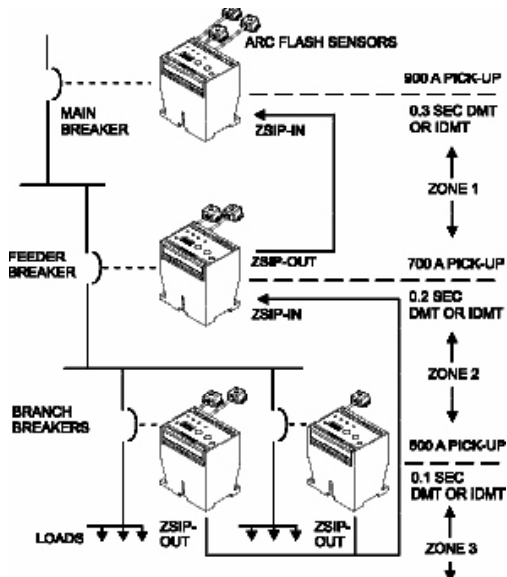 ARC FLASH SENSORS
900 A PICK-UP
MAIN
BREAKER
ZSIP-IN
0.3 SEC DMT
OR IDMT
ZONE 1
FEEDER
BREAKER
ZSIP-OUT
700 A PICK-UP
ZSIP-IN
0.2 SEC
DMT OR IDMT
ZONE 2
BRANCH
BREAKERS
500 A PICK-UP
0.1 SEC
DMT OR IDMT
LOADS
ZSIP-
OUT
ZSIP-
OUT
ZONE 3